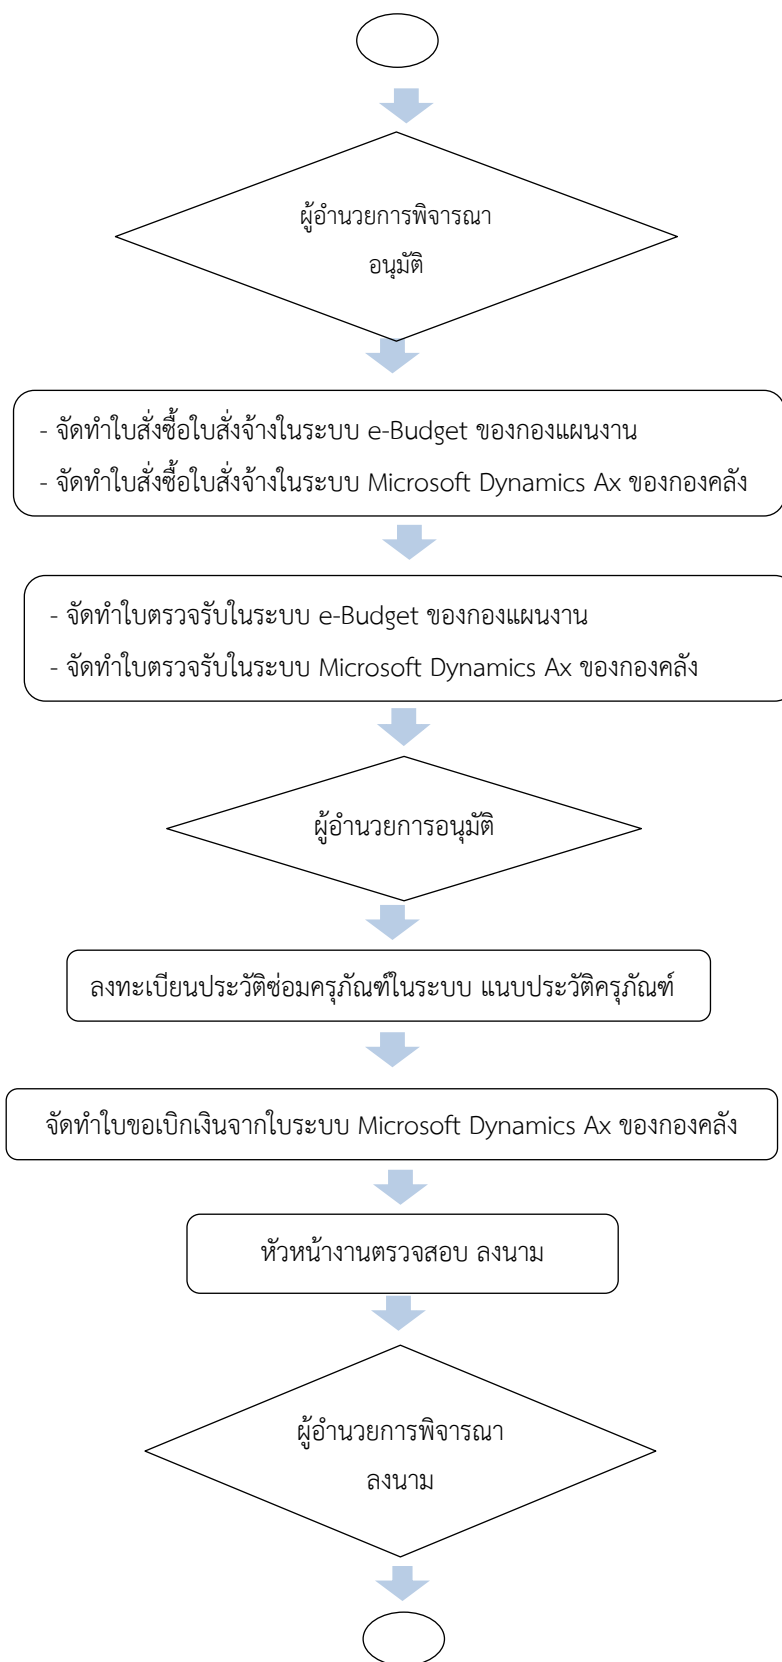 ผู้อำนวยการพิจารณา
อนุมัติ
- จัดทำใบสั่งซื้อใบสั่งจ้างในระบบ e-Budget ของกองแผนงาน
- จัดทำใบสั่งซื้อใบสั่งจ้างในระบบ Microsoft Dynamics Ax ของกองคลัง
- จัดทำใบตรวจรับในระบบ e-Budget ของกองแผนงาน
- จัดทำใบตรวจรับในระบบ Microsoft Dynamics Ax ของกองคลัง
ผู้อำนวยการอนุมัติ
ลงทะเบียนประวัติซ่อมครุภัณฑ์ในระบบ แนบประวัติครุภัณฑ์
จัดทำใบขอเบิกเงินจากใบระบบ Microsoft Dynamics Ax ของกองคลัง
หัวหน้างานตรวจสอบ ลงนาม
ผู้อำนวยการพิจารณา
ลงนาม